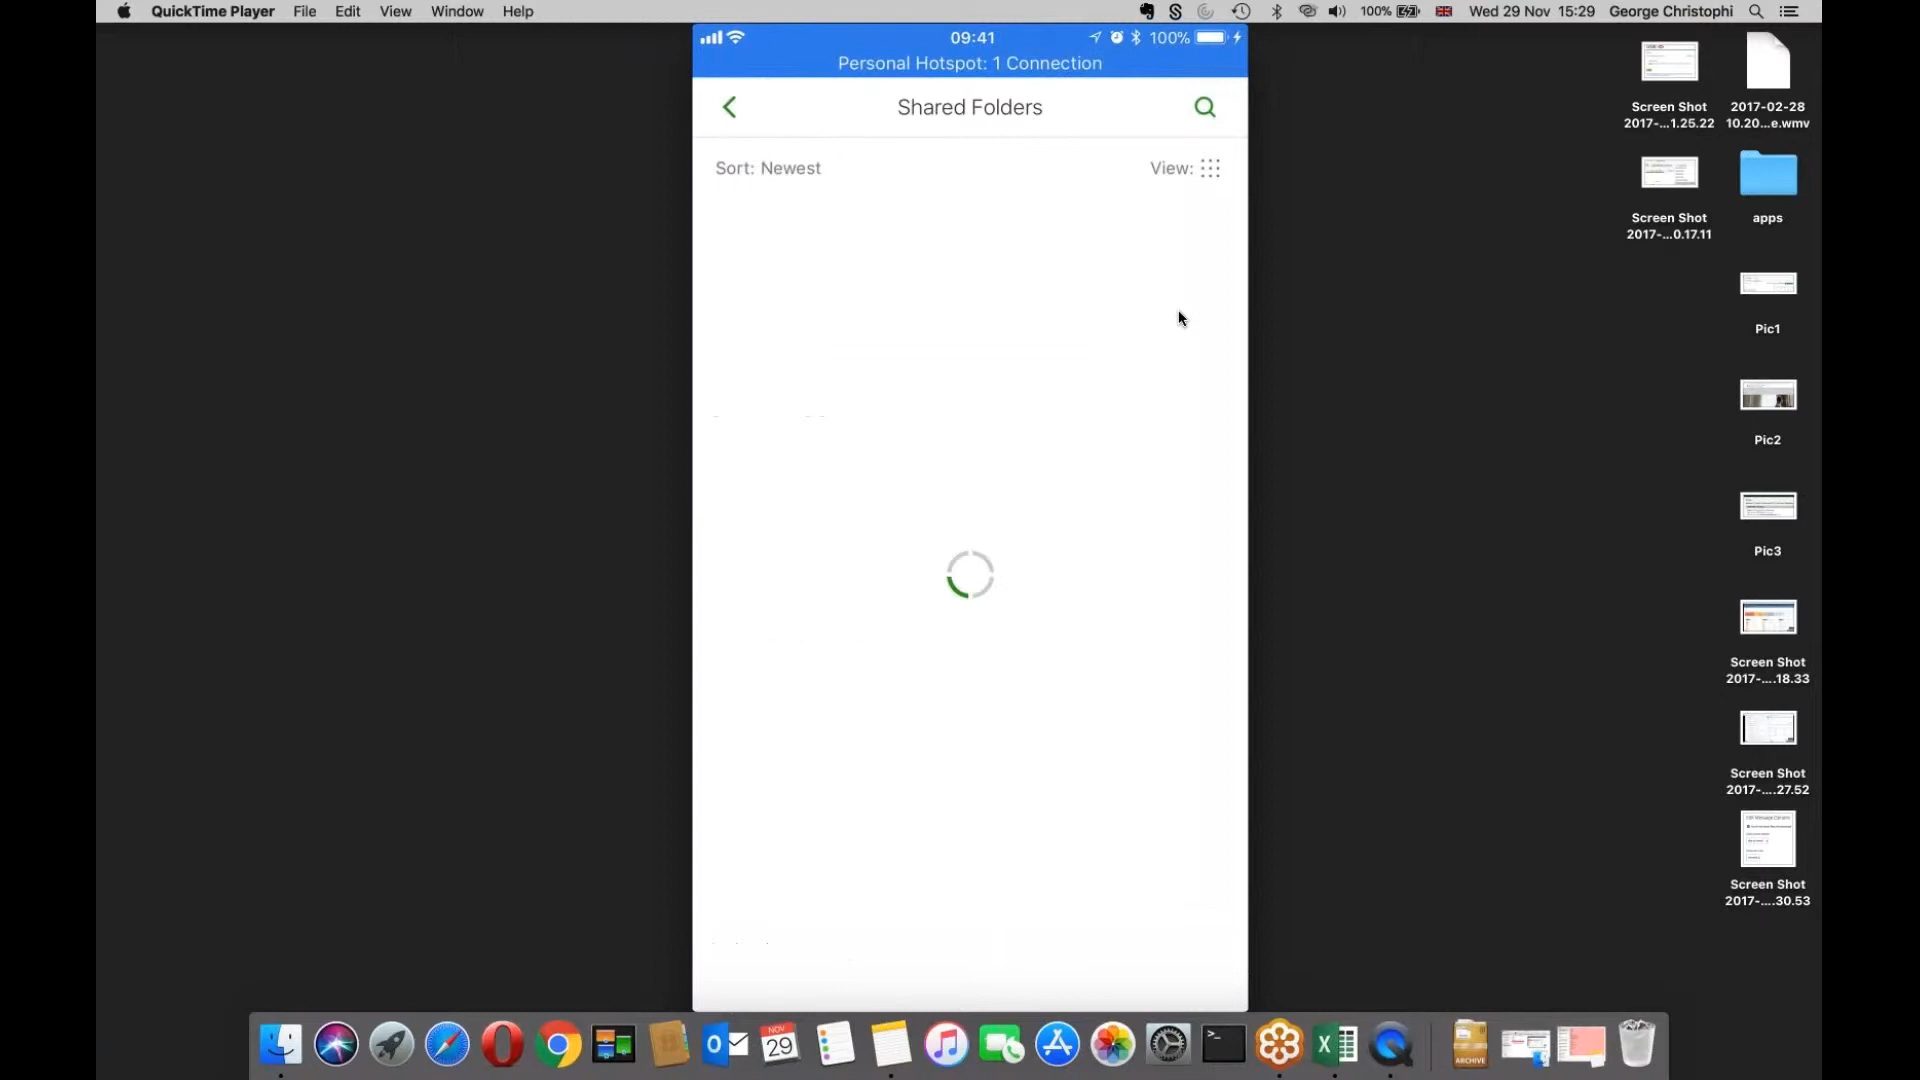 QuickTime Player File Edit View Window Help 100% Wed 29 Nov 15:29 George Christophi
09:41 100%
Personal Hotspot: 1 Connection
Shared Folders
Sort: Newest View:
Screen Shot
2017-...1.25.22
2017-02-28
10.20...e.wmv
Screen Shot
2017-...0.17.11
apps
Pic1
Pic2
Pic3
Screen Shot
2017-....18.33
Screen Shot
2017-....27.52
Screen Shot
2017-....30.53
NOV
29
ARCHIVE